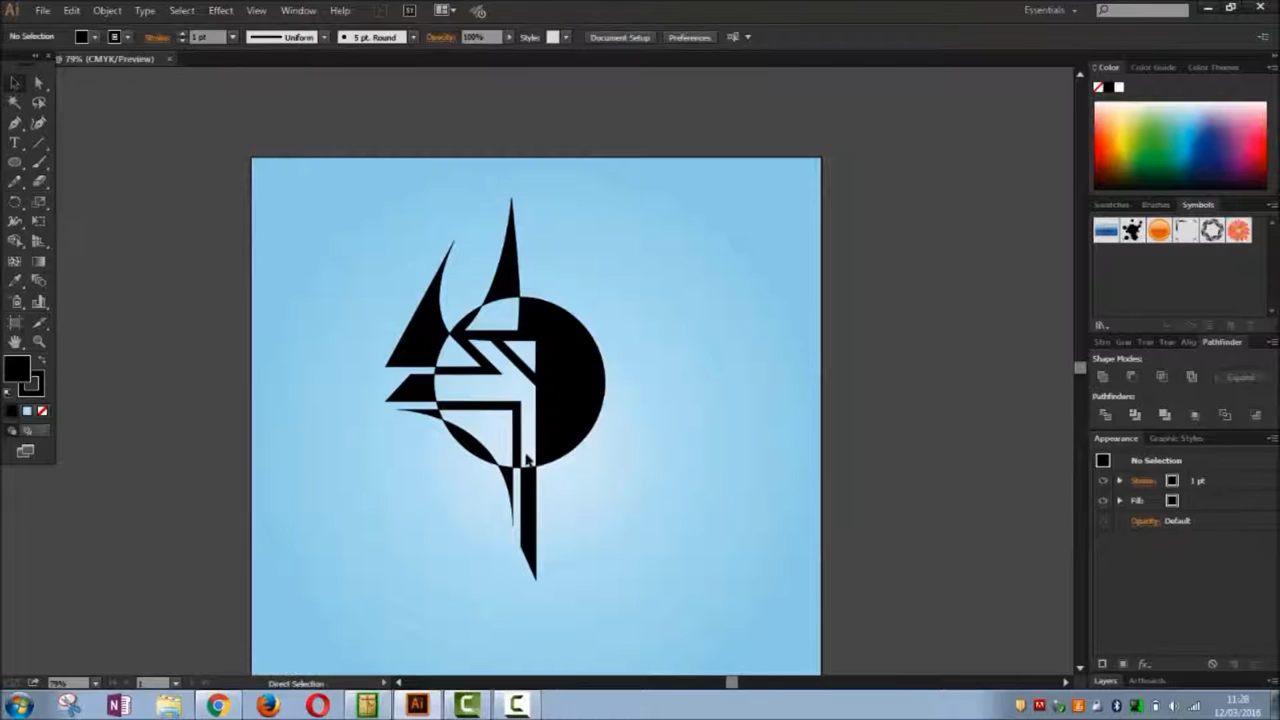 Ai File Edit Object Type Select Effect View Window Help St Essentials
No Selection Stroke: 1 pt Uniform 5 pt. Round Opacity: 100% Style: Document Setup Preferences
79% (CMYK/Preview)
Color Color Guide Color Themes
Swatches Brushes Symbols
Pathfinder
Shape Modes:
Expand
Pathfinders:
Appearance Graphic Styles
No Selection
Stroke: 1 pt
Fill:
Opacity: Default
fx
Layers Artboards
79% 1 Direct Selection
11:28
12/03/2016